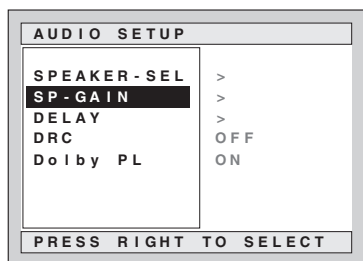 AUDIO SETUP
SPEAKER-SEL >
SP-GAIN >
DELAY >
DRC OFF
Dolby PL ON
PRESS RIGHT TO SELECT